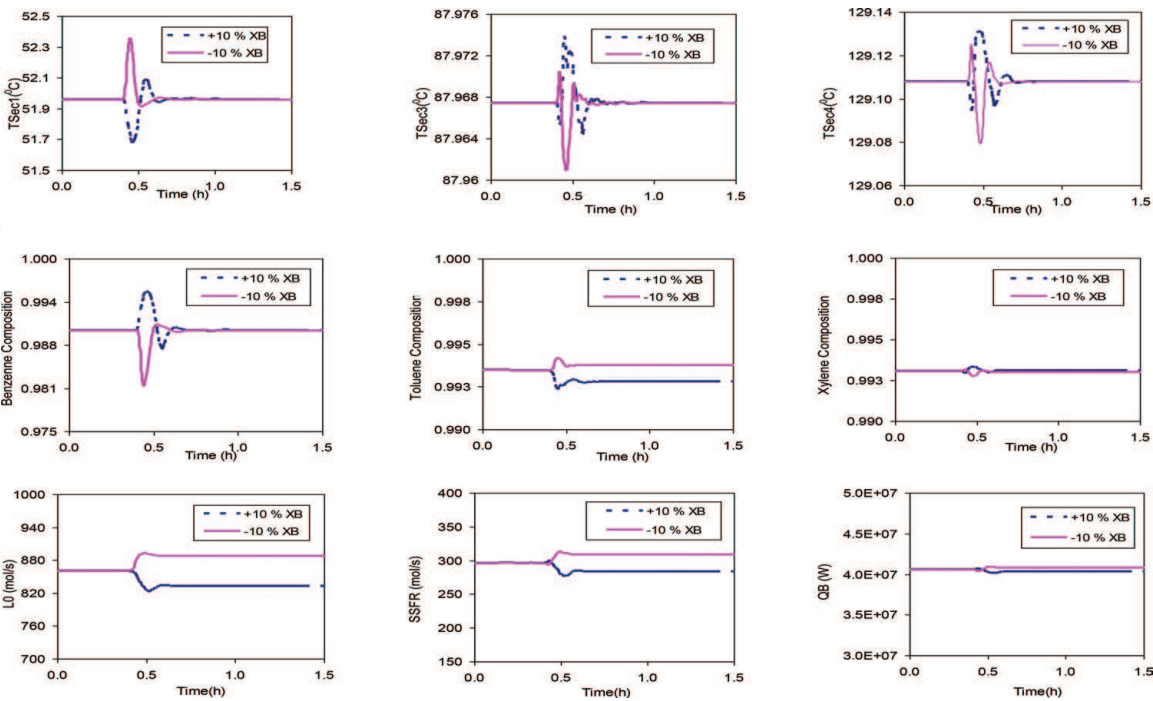 52.5
52.3
52.1
51.9
51.7
51.5
TSec1(⁰C)
+10 % XB
-10 % XB
0.0 0.5 1.0 1.5
Time (h)
87.976
87.972
87.968
87.964
87.96
TSec3(⁰C)
+10 % XB
-10 % XB
0.0 0.5 1.0 1.5
Time (h)
129.14
129.12
129.10
129.08
129.06
TSec4(⁰C)
+10 % XB
-10 % XB
0.0 0.5 1.0 1.5
Time (h)
1.000
0.994
0.988
0.981
0.975
Benzenne Composition
+10 % XB
-10 % XB
0.0 0.5 1.0 1.5
Time (h)
1.000
0.998
0.995
0.993
0.990
Toluene Composition
+10 % XB
-10 % XB
0.0 0.5 1.0 1.5
Time (h)
1.000
0.998
0.995
0.993
0.990
Xylene Composition
+10 % XB
-10 % XB
0.0 0.5 1.0 1.5
Time (h)
1000
940
880
820
760
700
L0 (mol/s)
+10 % XB
-10 % XB
0.0 0.5 1.0 1.5
Time(h)
400
350
300
250
200
150
SSFR (mol/s)
+10 % XB
-10 % XB
0.0 0.5 1.0 1.5
Time(h)
5.0E+07
4.5E+07
4.0E+07
3.5E+07
3.0E+07
QB (W)
+10 % XB
-10 % XB
0.0 0.5 1.0 1.5
Time(h)